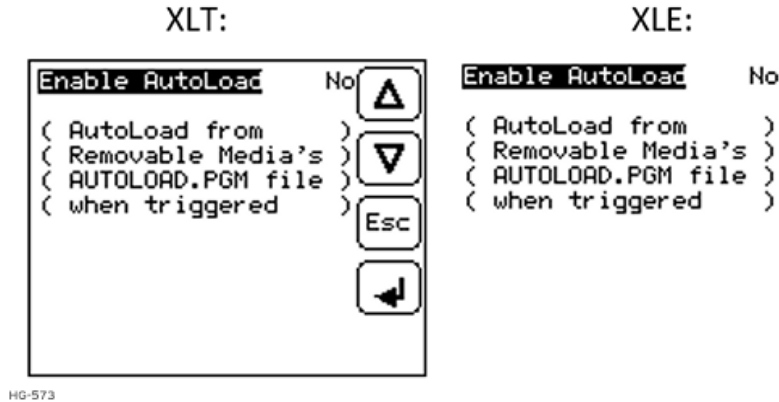 XLT:
Enable AutoLoad No
( AutoLoad from )
( Removable Media's )
( AUTOLOAD.PGM file )
( when triggered )
Esc
XLE:
Enable AutoLoad No
( AutoLoad from )
( Removable Media's )
( AUTOLOAD.PGM file )
( when triggered )
HG-573